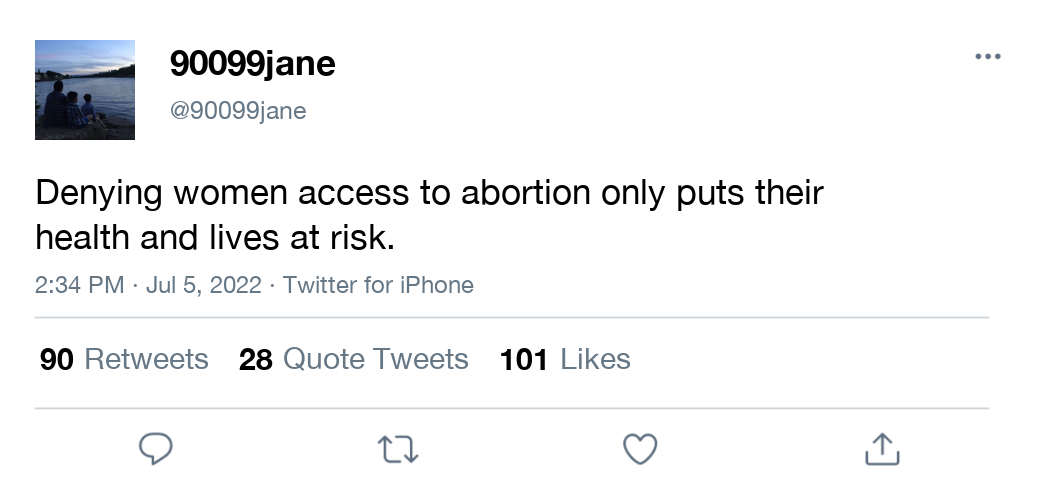 90099jane
@90099jane
Denying women access to abortion only puts their
health and lives at risk.
2:34 PM · Jul 5, 2022 · Twitter for iPhone
90 Retweets 28 Quote Tweets 101 Likes